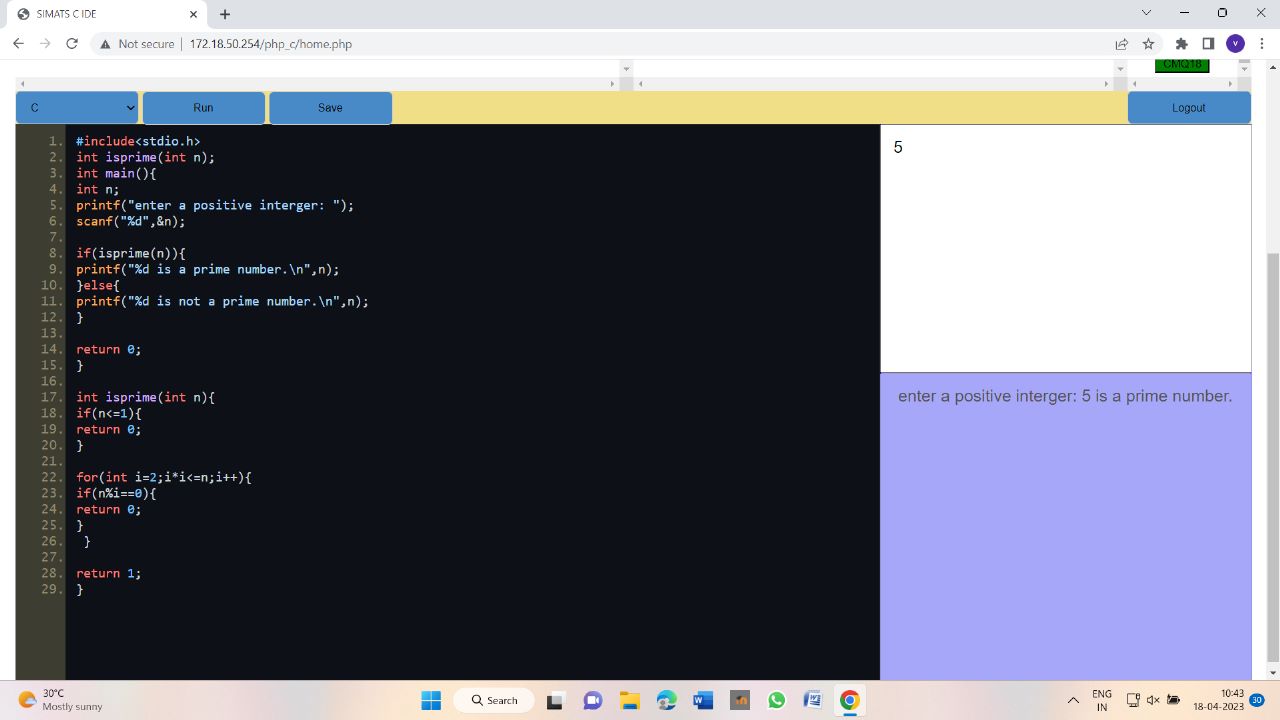 SIMATS C IDE
Not secure | 172.18.50.254/php_c/home.php
V
CMQ18
C Run Save Logout
1. #include<stdio.h>
2. int isprime(int n);
3. int main(){
4. int n;
5. printf("enter a positive interger: ");
6. scanf("%d",&n);
7.
8. if(isprime(n)){
9. printf("%d is a prime number.\n",n);
10. }else{
11. printf("%d is not a prime number.\n",n);
12. }
13.
14. return 0;
15. }
16.
17. int isprime(int n){
18. if(n<=1){
19. return 0;
20. }
21.
22. for(int i=2;i*i<=n;i++){
23. if(n%i==0){
24. return 0;
25. }
26.  }
27.
28. return 1;
29. }
5
enter a positive interger: 5 is a prime number.
30°C
Mostly sunny
Search
ENG
IN
10:43
18-04-2023
30